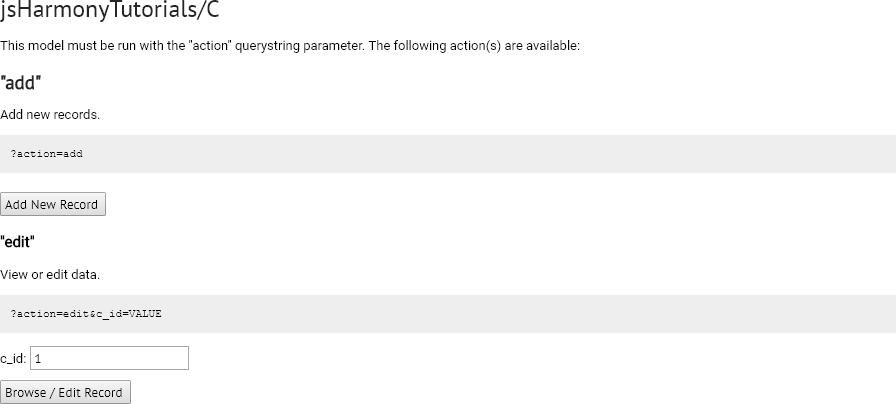 jsHarmonyTutorials/C
This model must be run with the "action" querystring parameter. The following action(s) are available:
"add"
Add new records.
?action=add
Add New Record
"edit"
View or edit data.
?action=edit&c_id=VALUE
c_id: 1
Browse / Edit Record